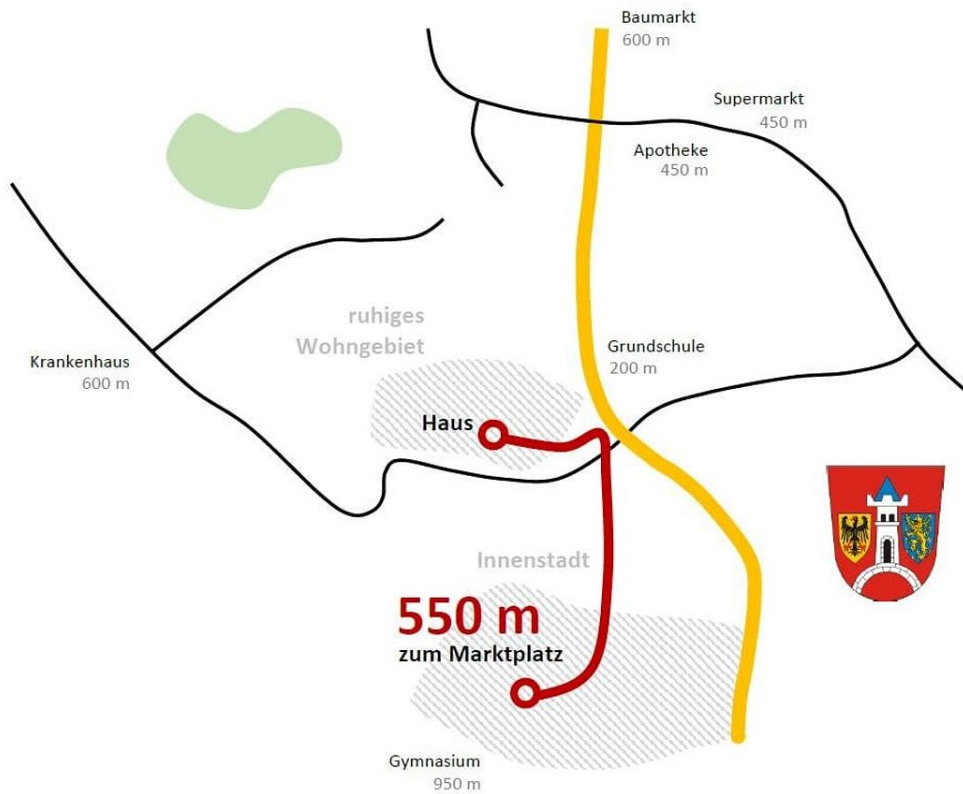 Baumarkt
600 m
Supermarkt
450 m
Apotheke
450 m
ruhiges
Wohngebiet
Grundschule
200 m
Krankenhaus
600 m
Haus
Innenstadt
550 m
zum Marktplatz
Gymnasium
950 m